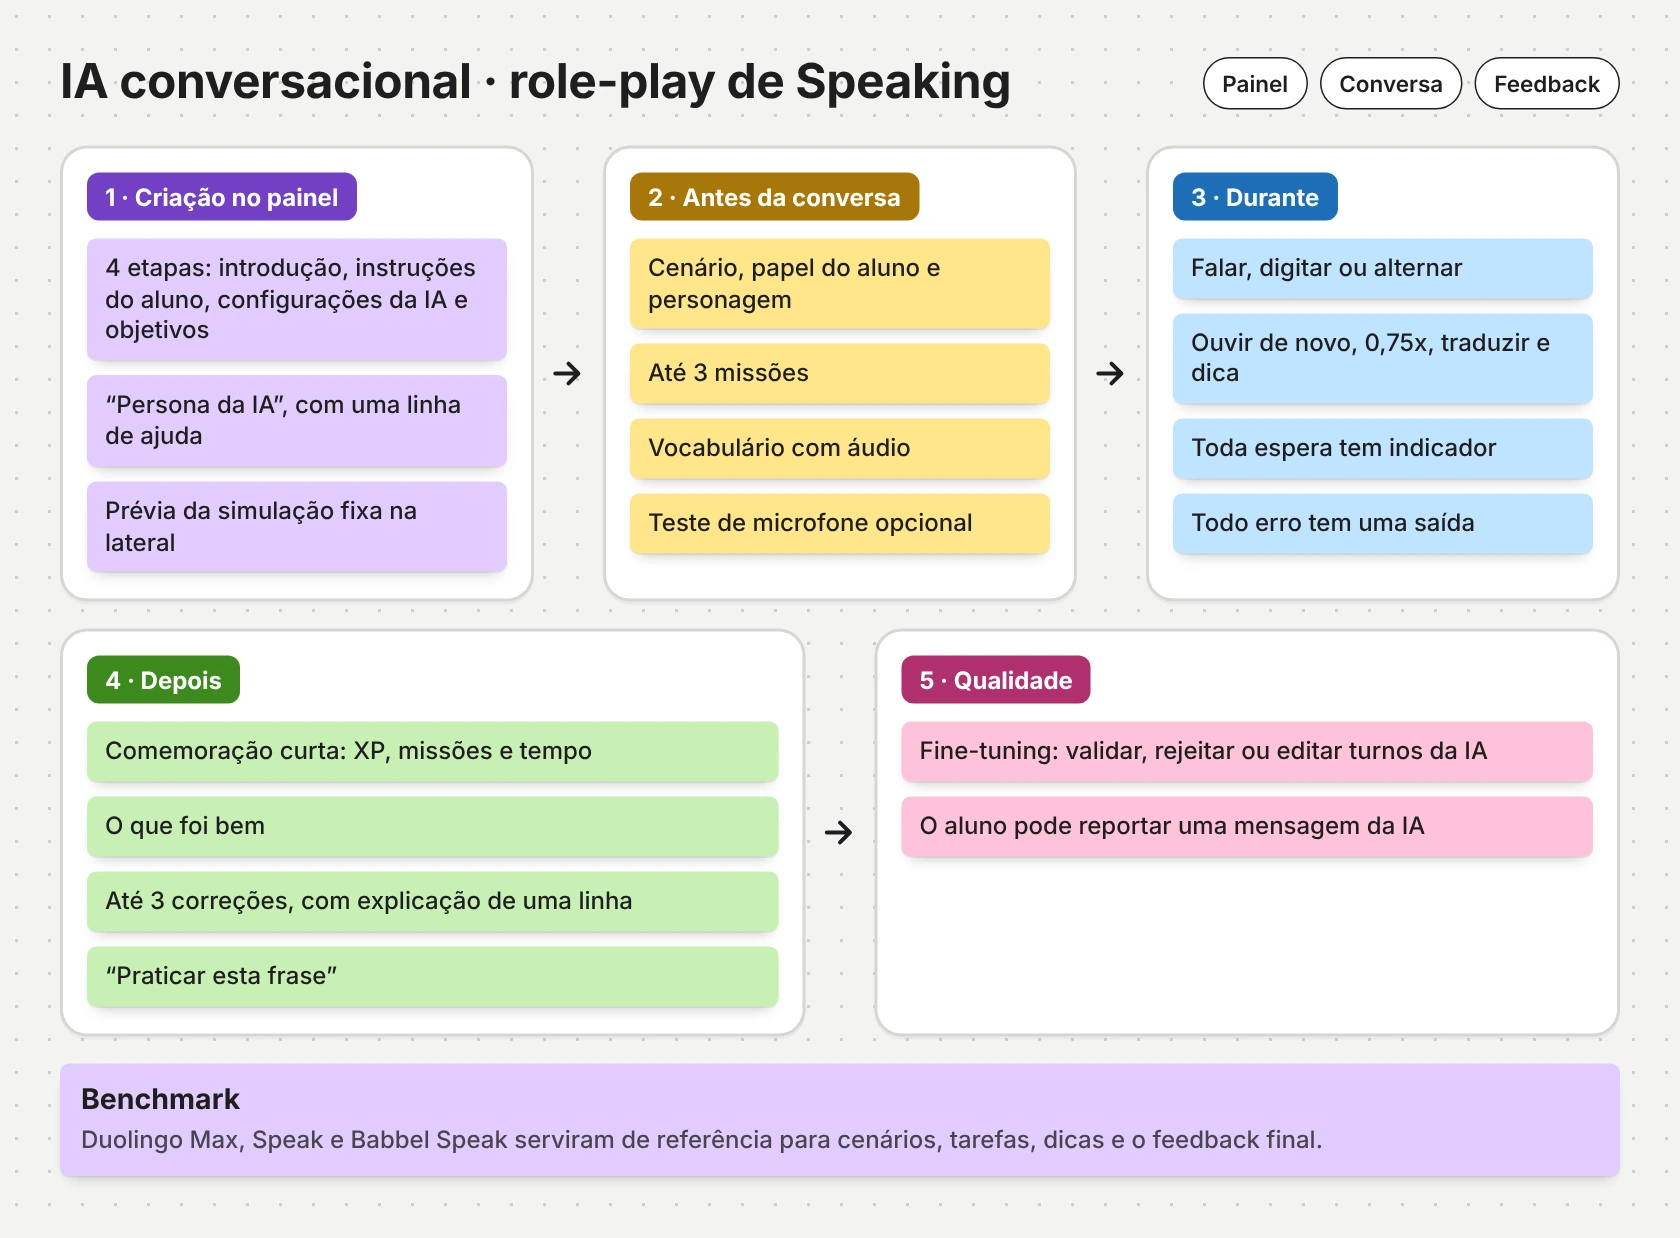 IA conversacional · role-play de Speaking
Painel
Conversa
Feedback
1 · Criação no painel
4 etapas: introdução, instruções
do aluno, configurações da IA e
objetivos
“Persona da IA”, com uma linha
de ajuda
Prévia da simulação fixa na
lateral
2 · Antes da conversa
Cenário, papel do aluno e
personagem
Até 3 missões
Vocabulário com áudio
Teste de microfone opcional
3 · Durante
Falar, digitar ou alternar
Ouvir de novo, 0,75x, traduzir e
dica
Toda espera tem indicador
Todo erro tem uma saída
4 · Depois
Comemoração curta: XP, missões e tempo
O que foi bem
Até 3 correções, com explicação de uma linha
“Praticar esta frase”
5 · Qualidade
Fine-tuning: validar, rejeitar ou editar turnos da IA
O aluno pode reportar uma mensagem da IA
Benchmark
Duolingo Max, Speak e Babbel Speak serviram de referência para cenários, tarefas, dicas e o feedback final.